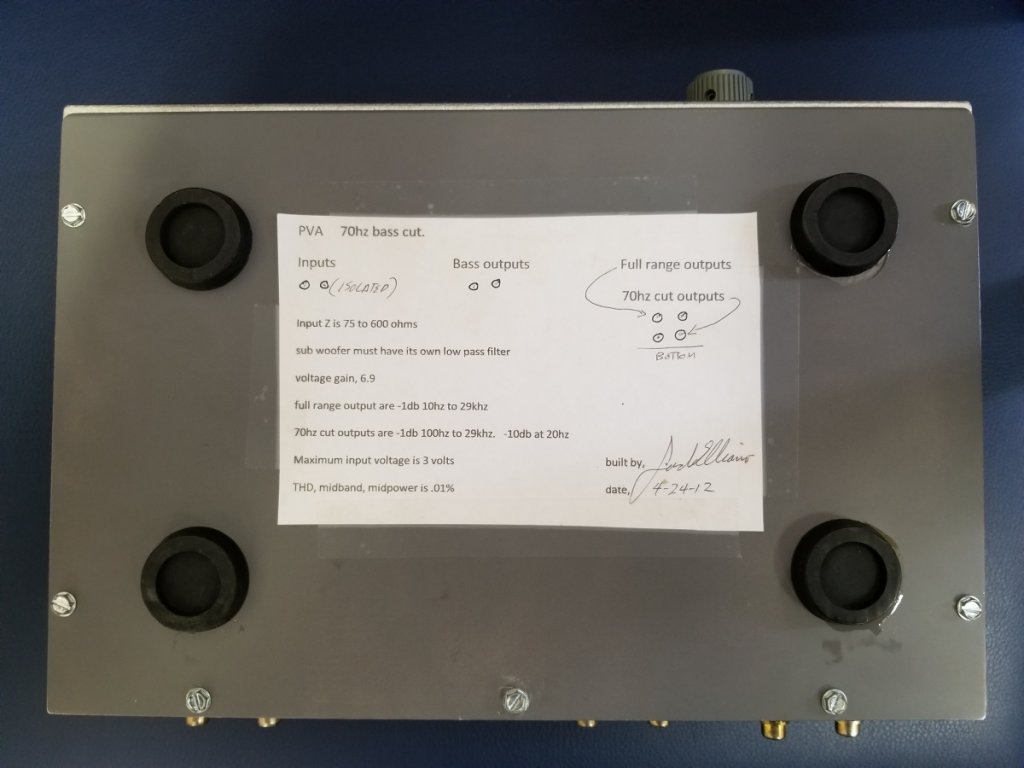 PVA 70hz bass cut.
Inputs
(ISOLATED)
Bass outputs
Full range outputs
70hz cut outputs
BOTTOM
Input Z is 75 to 600 ohms
sub woofer must have its own low pass filter
voltage gain, 6.9
full range output are -1db 10hz to 29khz
70hz cut outputs are -1db 100hz to 29khz. -10db at 20hz
Maximum input voltage is 3 volts
THD, midband, midpower is .01%
built by,
date, 4-24-12